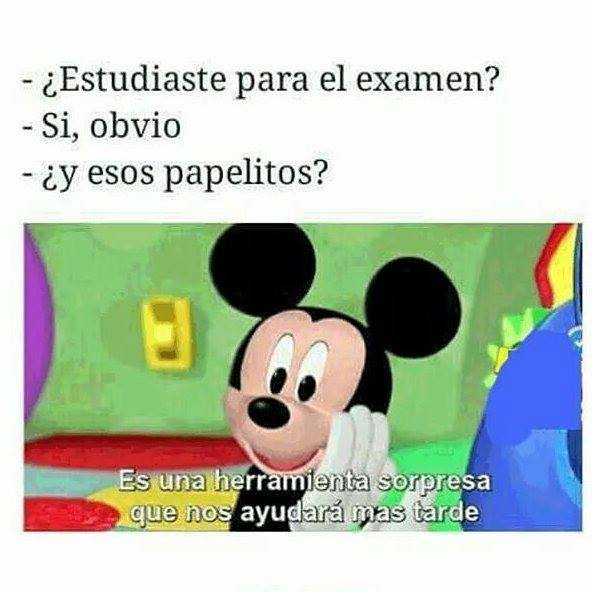 - ¿Estudiaste para el examen?
- Si, obvio
- ¿y esos papelitos?
Es una herramienta sorpresa
que nos ayudará mas tarde